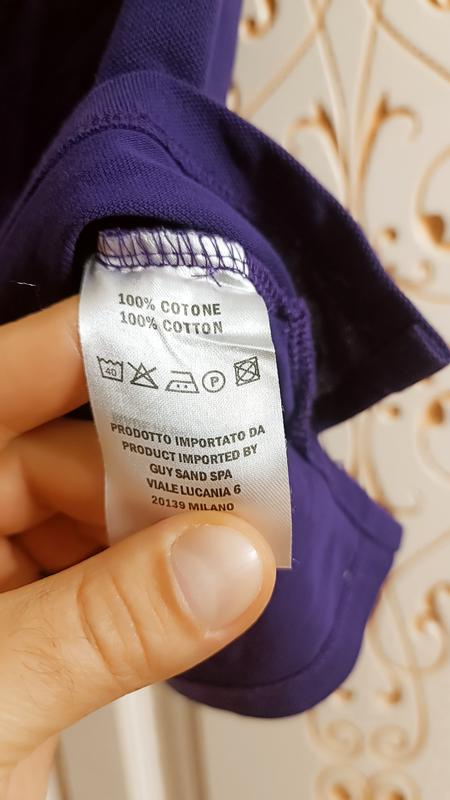 100% COTONE
100% COTTON
40 P
PRODOTTO IMPORTATO DA
PRODUCT IMPORTED BY
GUY SAND SPA
VIALE LUCANIA 6
20139 MILANO